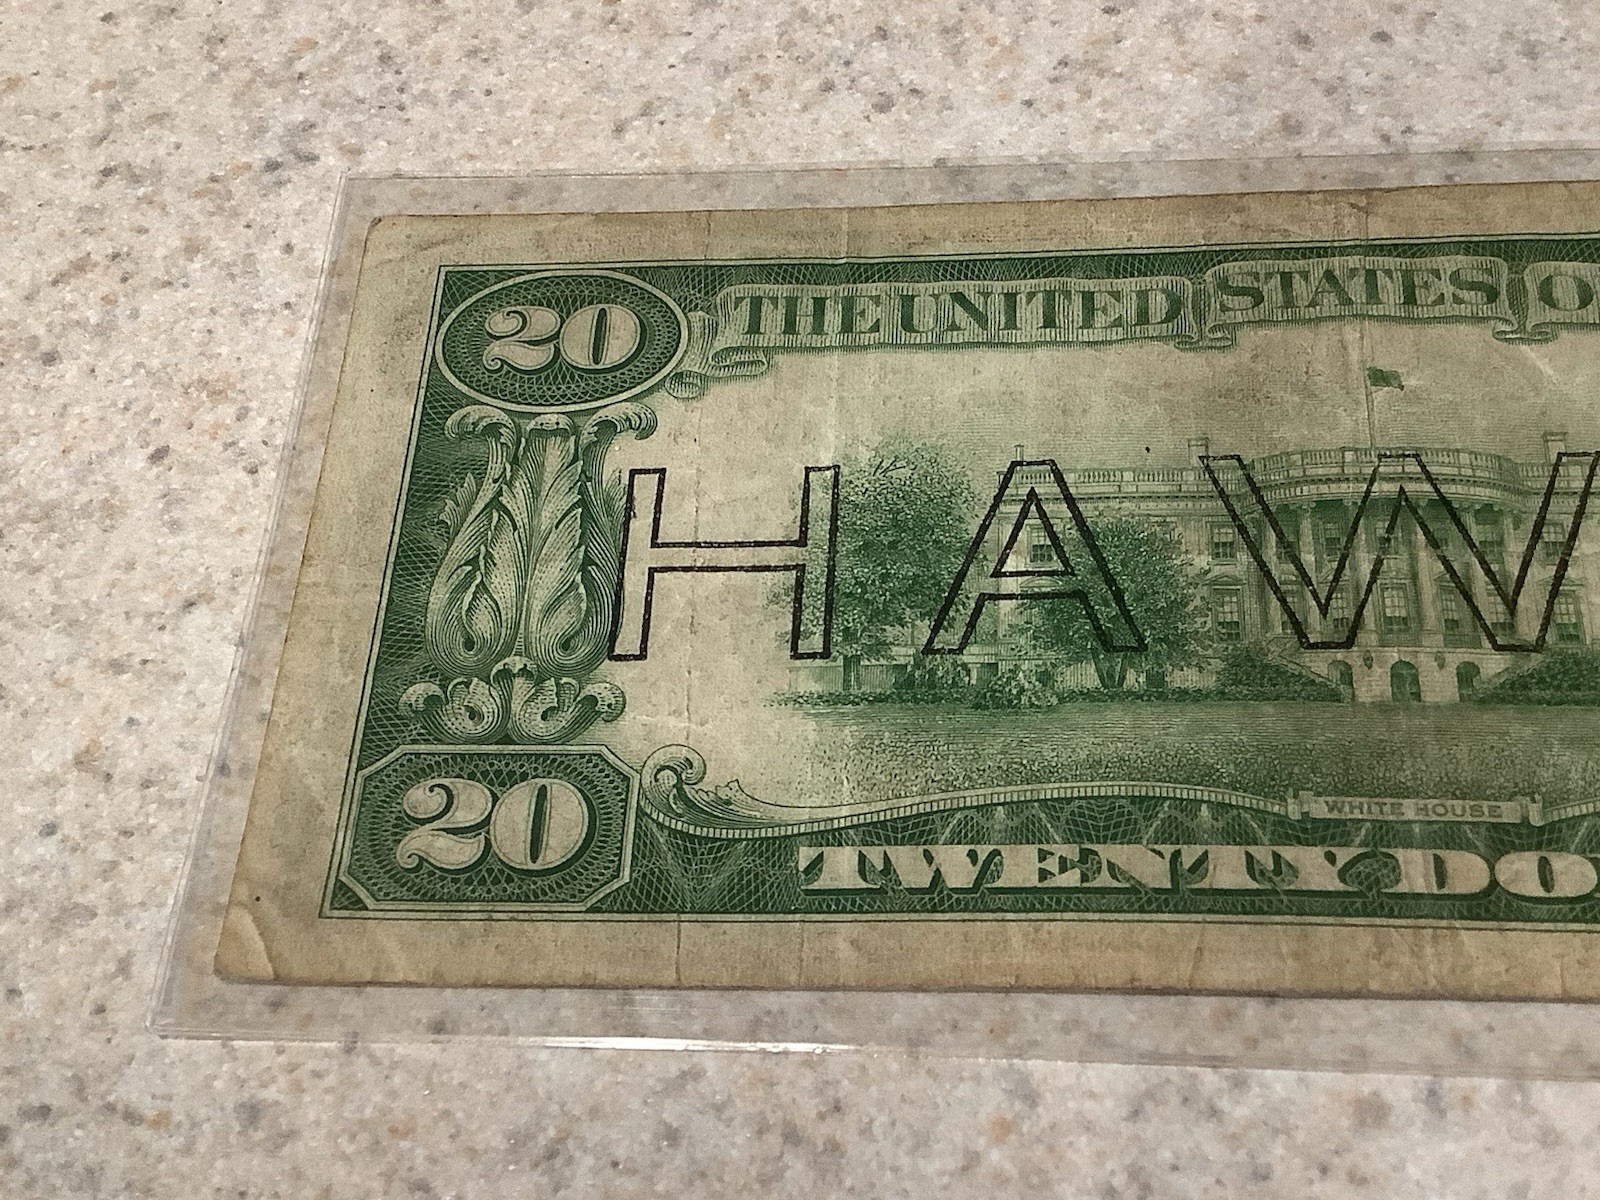 20 THE UNITED STATES O
HAW
WHITE HOUSE
20 TWENTY DO